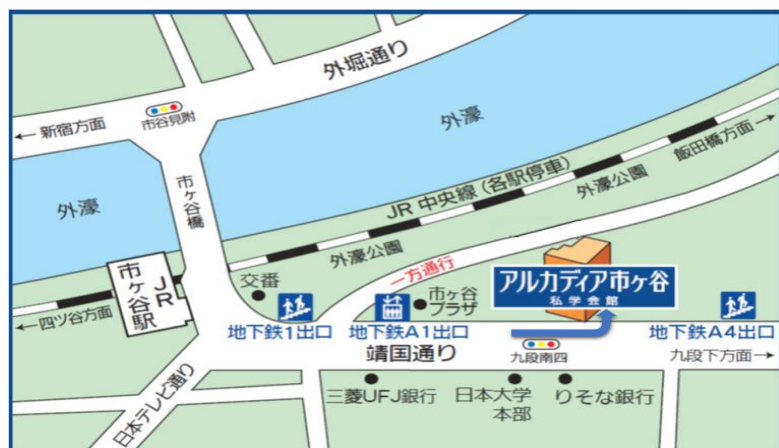 外堀通り
市谷見附
←新宿方面
外濠
飯田橋方面→
JR 中央線（各駅停車）
外濠公園
市ヶ谷橋
外濠
外濠公園
一方通行
交番
JR
市ヶ谷駅
アルカディア市ヶ谷
私学会館
市ヶ谷
プラザ
←四ツ谷方面
地下鉄1出口
地下鉄A1出口
地下鉄A4出口
靖国通り
九段南四
九段下方面→
日本テレビ通り
三菱UFJ銀行
日本大学
本部
りそな銀行